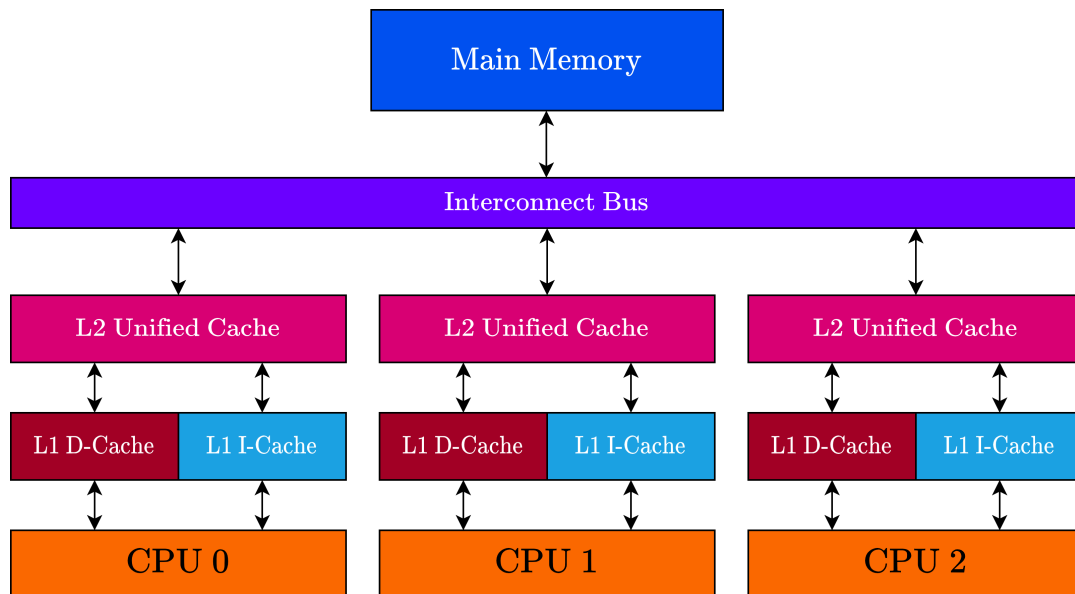 Main Memory
Interconnect Bus
L2 Unified Cache
L2 Unified Cache
L2 Unified Cache
L1 D-Cache
L1 I-Cache
L1 D-Cache
L1 I-Cache
L1 D-Cache
L1 I-Cache
CPU 0
CPU 1
CPU 2